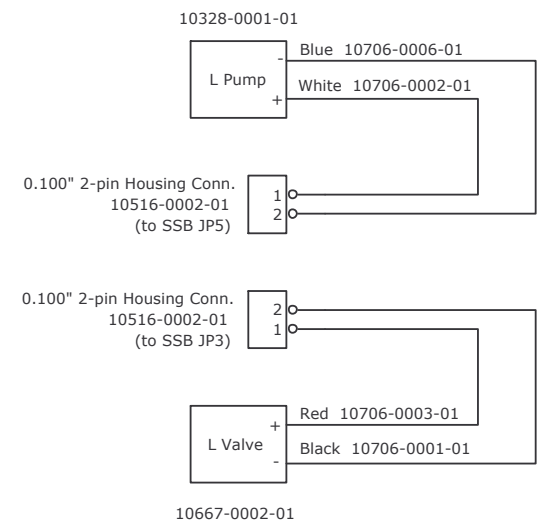 10328-0001-01
L Pump
-
+
Blue 10706-0006-01
White 10706-0002-01
0.100" 2-pin Housing Conn.
10516-0002-01
(to SSB JP5)
1
2
0.100" 2-pin Housing Conn.
10516-0002-01
(to SSB JP3)
2
1
L Valve
+
-
Red 10706-0003-01
Black 10706-0001-01
10667-0002-01